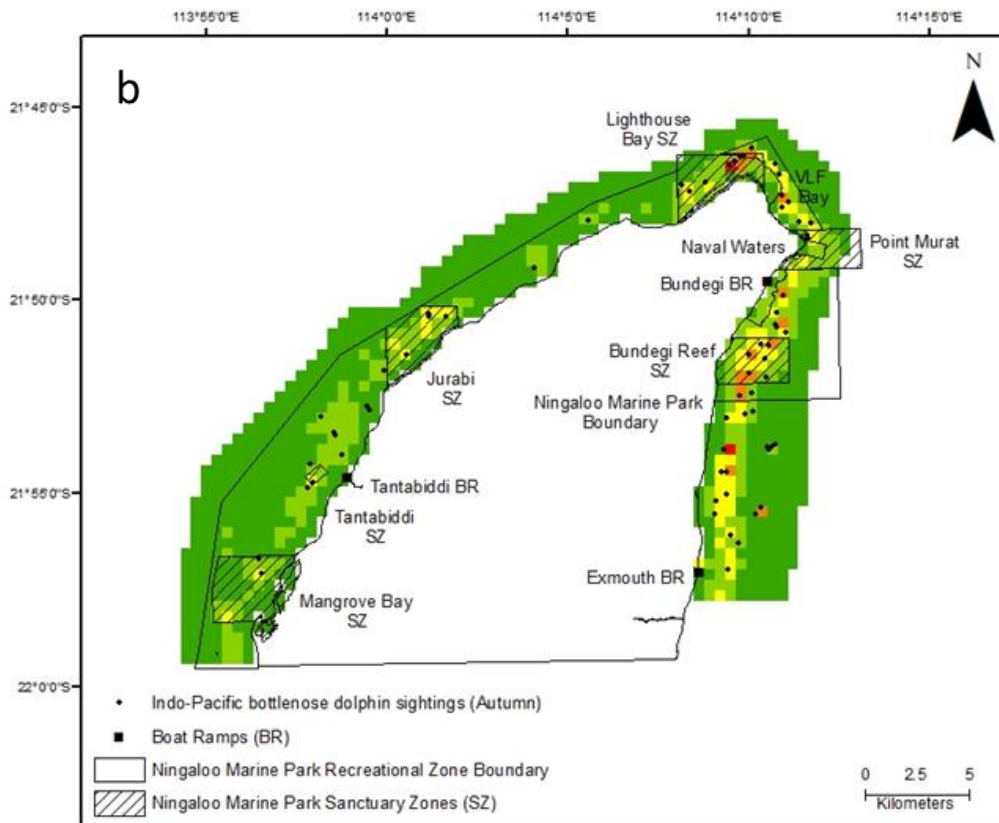 113°55'0"E
114°0'0"E
114°5'0"E
114°10'0"E
114°15'0"E
b
N
21°45'0"S
Lighthouse
Bay SZ
VLF
Bay
Naval Waters
Point Murat
SZ
Bundegi BR
21°50'0"S
Bundegi Reef
SZ
Jurabi
SZ
Ningaloo Marine Park
Boundary
21°55'0"S
Tantabiddi BR
Tantabiddi
SZ
Exmouth BR
Mangrove Bay
SZ
22°0'0"S
Indo-Pacific bottlenose dolphin sightings (Autumn)
Boat Ramps (BR)
Ningaloo Marine Park Recreational Zone Boundary
Ningaloo Marine Park Sanctuary Zones (SZ)
0 2.5 5
Kilometers